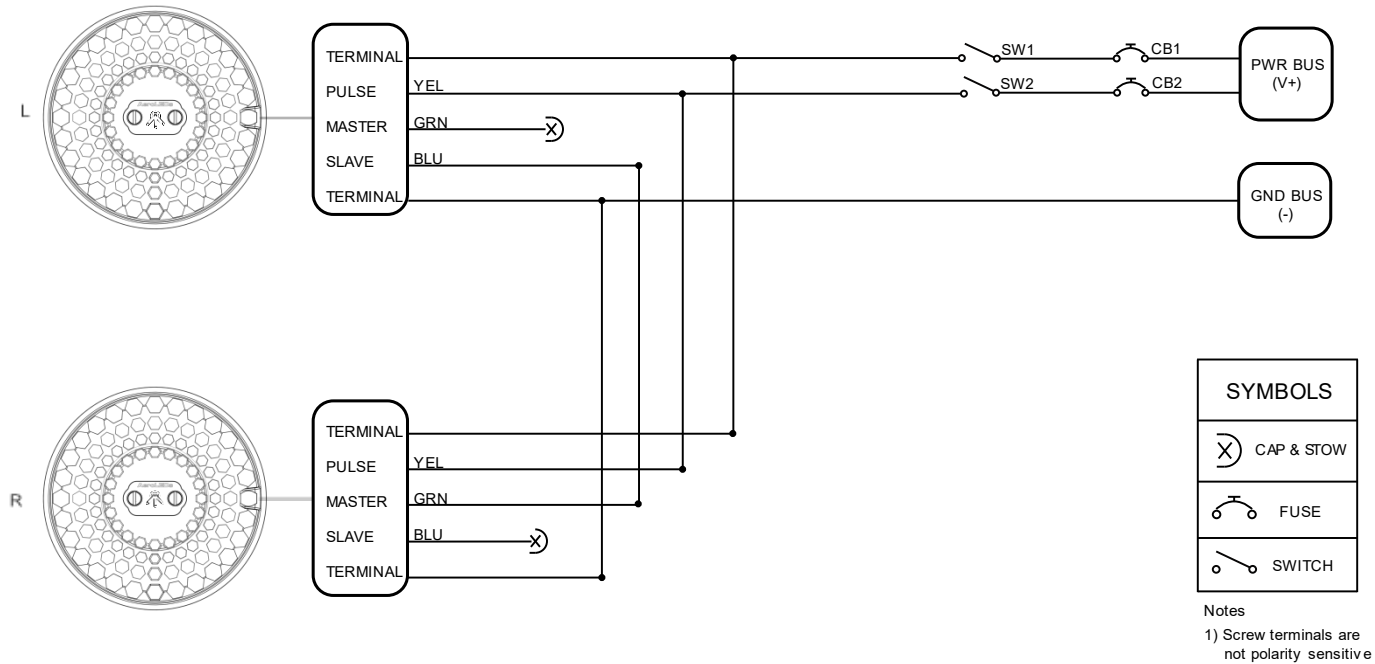 L
TERMINAL
PULSE
MASTER
SLAVE
TERMINAL
YEL
GRN
BLU
SW1
CB1
SW2
CB2
PWR BUS
(V+)
GND BUS
(-)
R
TERMINAL
PULSE
MASTER
SLAVE
TERMINAL
YEL
GRN
BLU
SYMBOLS
CAP & STOW
FUSE
SWITCH
Notes
1) Screw terminals are
not polarity sensitive